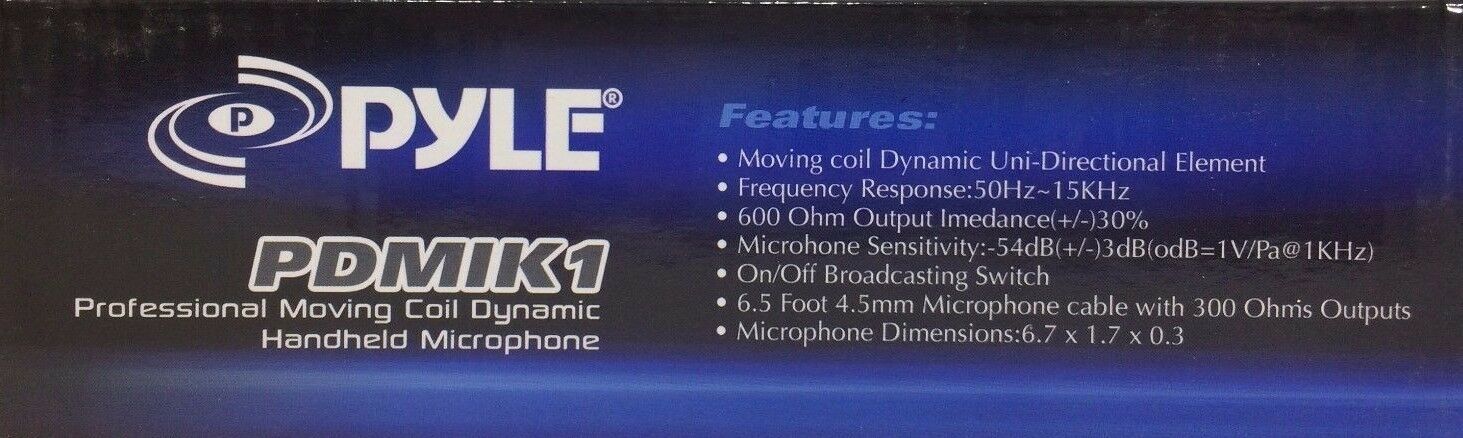 P PYLE®
PDMIK1
Professional Moving Coil Dynamic
Handheld Microphone
Features:
• Moving coil Dynamic Uni-Directional Element
• Frequency Response:50Hz~15KHz
• 600 Ohm Output Imedance(+/-)30%
• Microhone Sensitivity:-54dB(+/-)3dB(odB=1V/Pa@1KHz)
• On/Off Broadcasting Switch
• 6.5 Foot 4.5mm Microphone cable with 300 Ohm's Outputs
• Microphone Dimensions:6.7 x 1.7 x 0.3